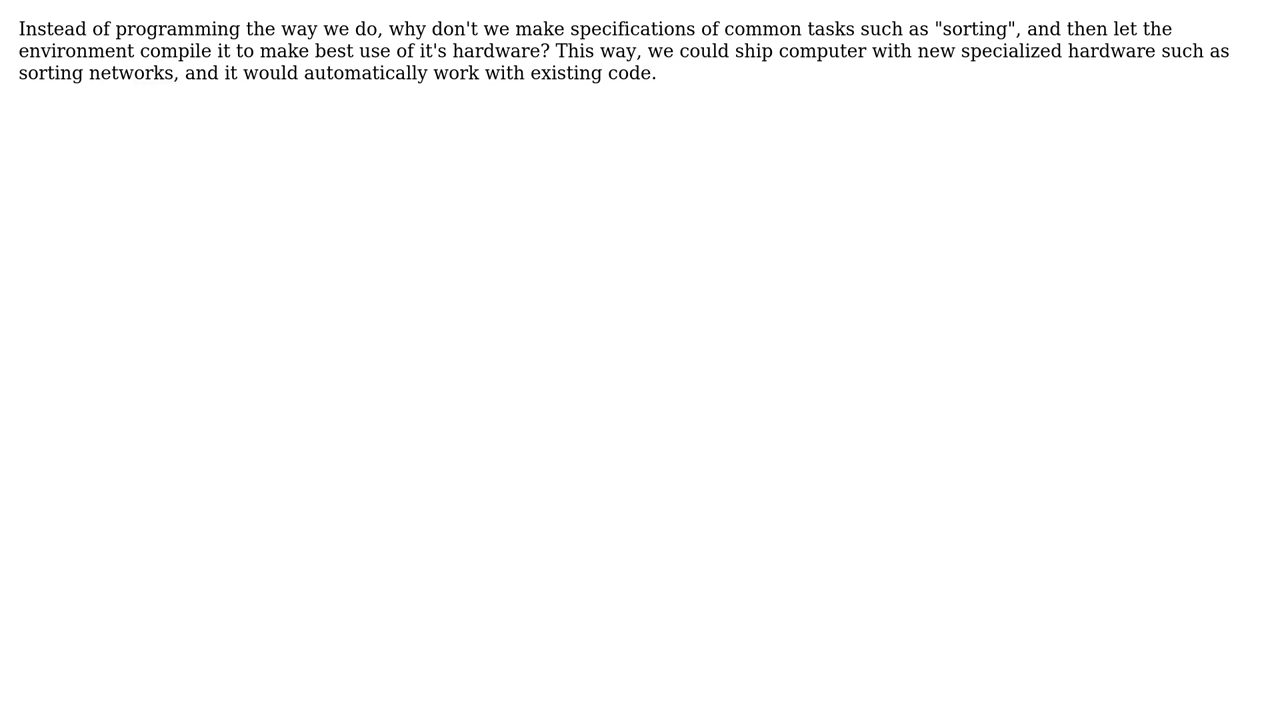 Instead of programming the way we do, why don't we make specifications of common tasks such as "sorting", and then let the
environment compile it to make best use of it's hardware? This way, we could ship computer with new specialized hardware such as
sorting networks, and it would automatically work with existing code.